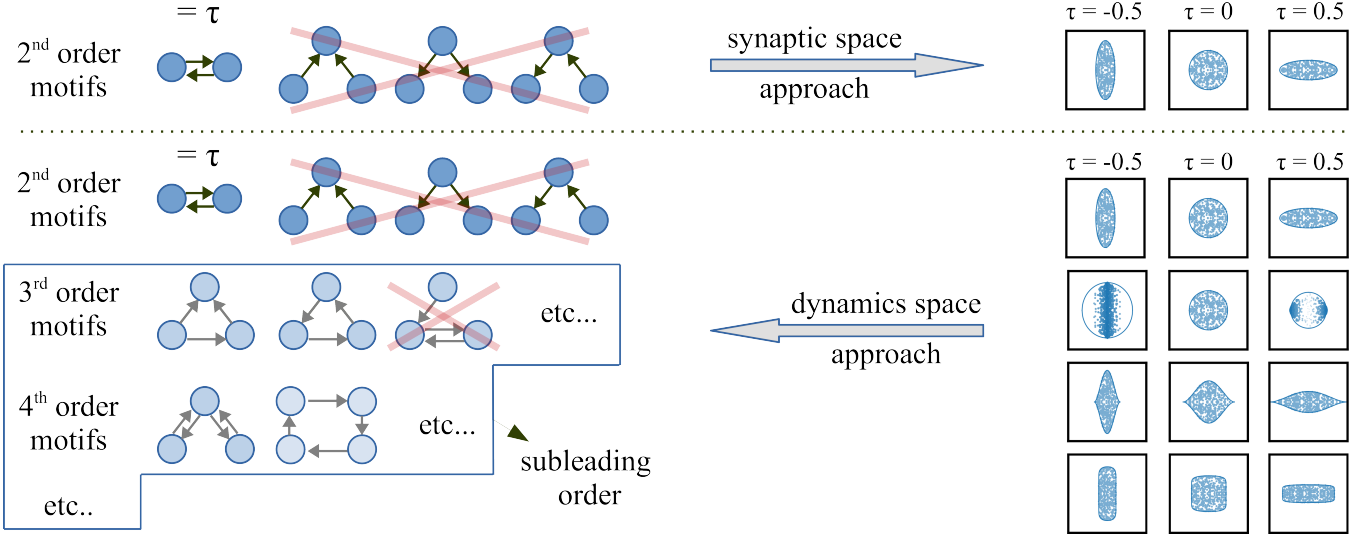 = τ
2nd order
motifs
synaptic space
approach
τ = -0.5
τ = 0
τ = 0.5
= τ
2nd order
motifs
3rd order
motifs
etc...
4th order
motifs
etc...
etc..
subleading
order
dynamics space
approach
τ = -0.5
τ = 0
τ = 0.5